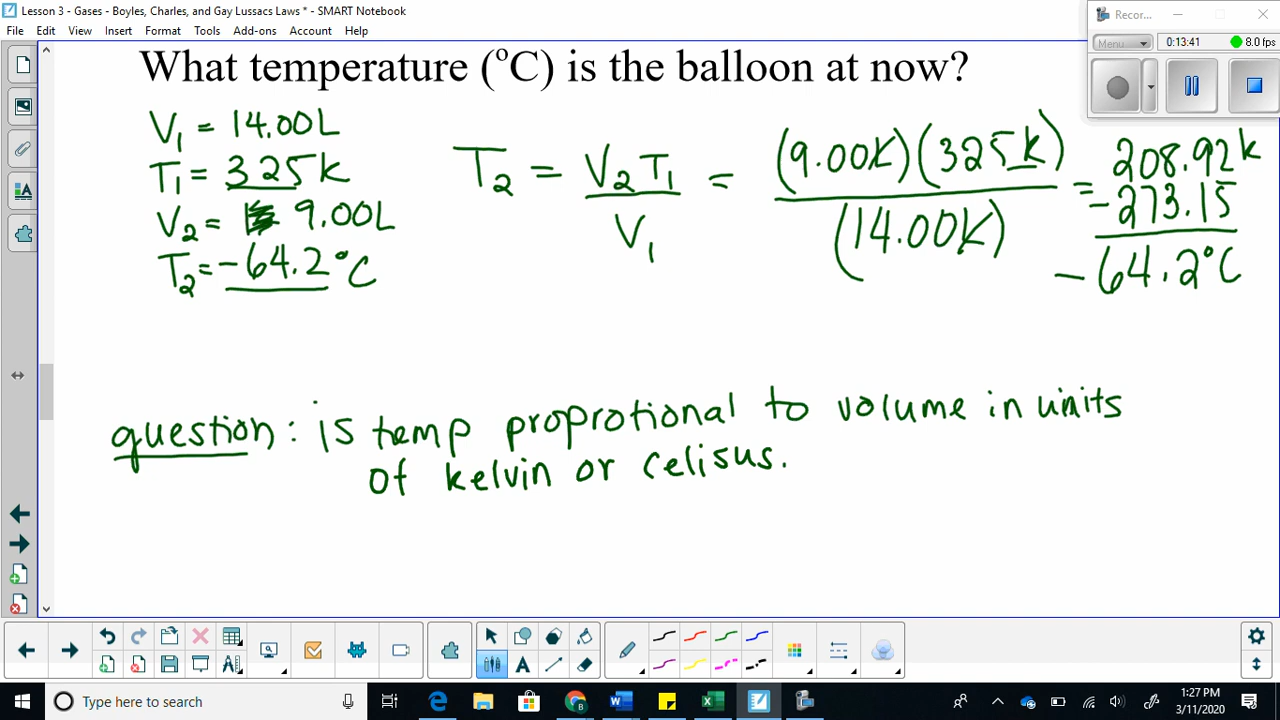 Lesson 3 - Gases - Boyles, Charles, and Gay Lussacs Laws * - SMART Notebook
File Edit View Insert Format Tools Add-ons Account Help
Recor...
Menu
0:13:41
8.0 fps
What temperature (°C) is the balloon at now?
V₁ = 14.00L
T₁ = 325k
V₂ = 9.00L
T₂ = -64.2°C
T₂ = V₂T₁ / V₁ = (9.00L)(325k) / (14.00L) = 208.92k
-273.15
-64.2°C
question: is temp proprotional to volume in units
of kelvin or celisus.
A
Type here to search
1:27 PM
3/11/2020